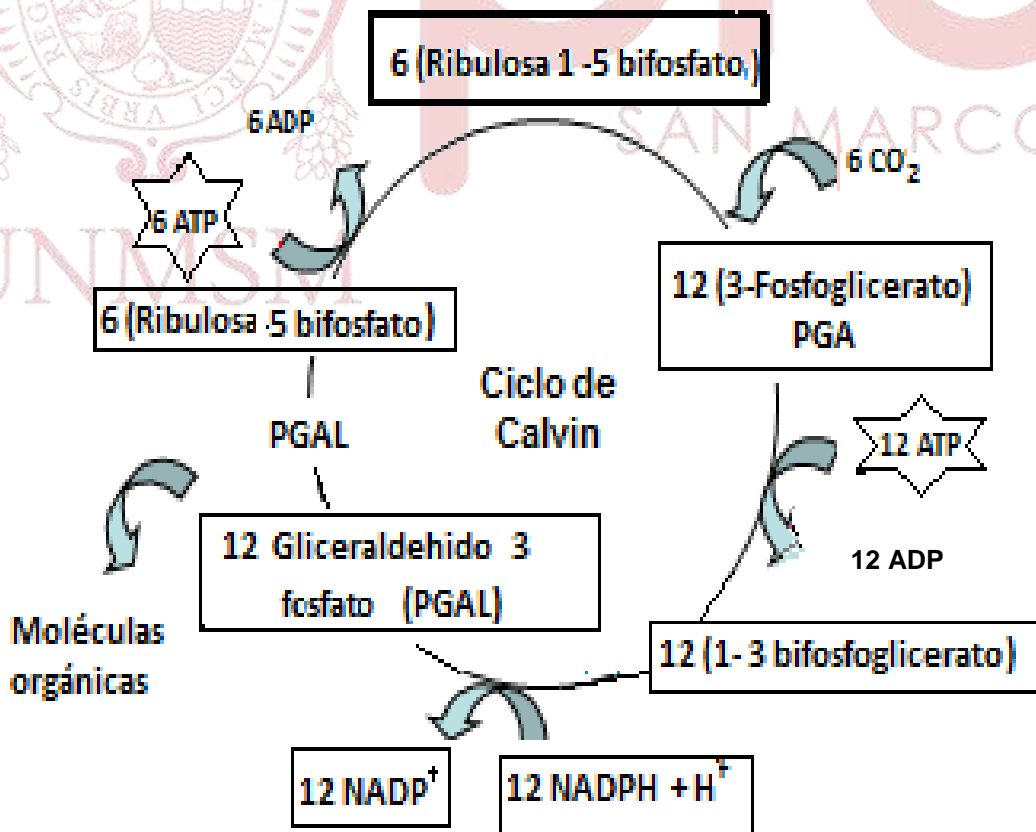 6 (Ribulosa 1 -5 bifosfato,)
SAN MARCO
6 ADP
6 CO₂
6 ATP
UNMSM
12 (3-Fosfoglicerato)
PGA
6 (Ribulosa -5 bifosfato)
Ciclo de
Calvin
PGAL
12 ATP
12 Gliceraldehido 3
fosfato (PGAL)
12 ADP
Moléculas
orgánicas
12 (1- 3 bifosfoglicerato)
12 NADP⁺
12 NADPH + H⁺